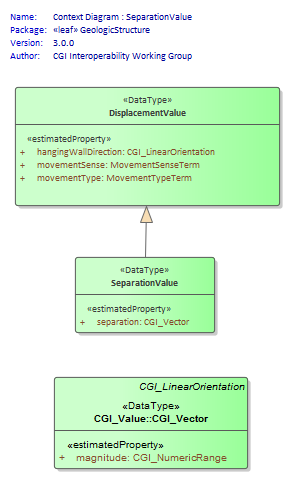 Name: Context Diagram : SeparationValue
Package: «leaf» GeologicStructure
Version: 3.0.0
Author: CGI Interoperability Working Group
«DataType»
DisplacementValue
«estimatedProperty»
+ hangingWallDirection: CGI_LinearOrientation
+ movementSense: MovementSenseTerm
+ movementType: MovementTypeTerm
«DataType»
SeparationValue
«estimatedProperty»
+ separation: CGI_Vector
CGI_LinearOrientation
«DataType»
CGI_Value::CGI_Vector
«estimatedProperty»
+ magnitude: CGI_NumericRange